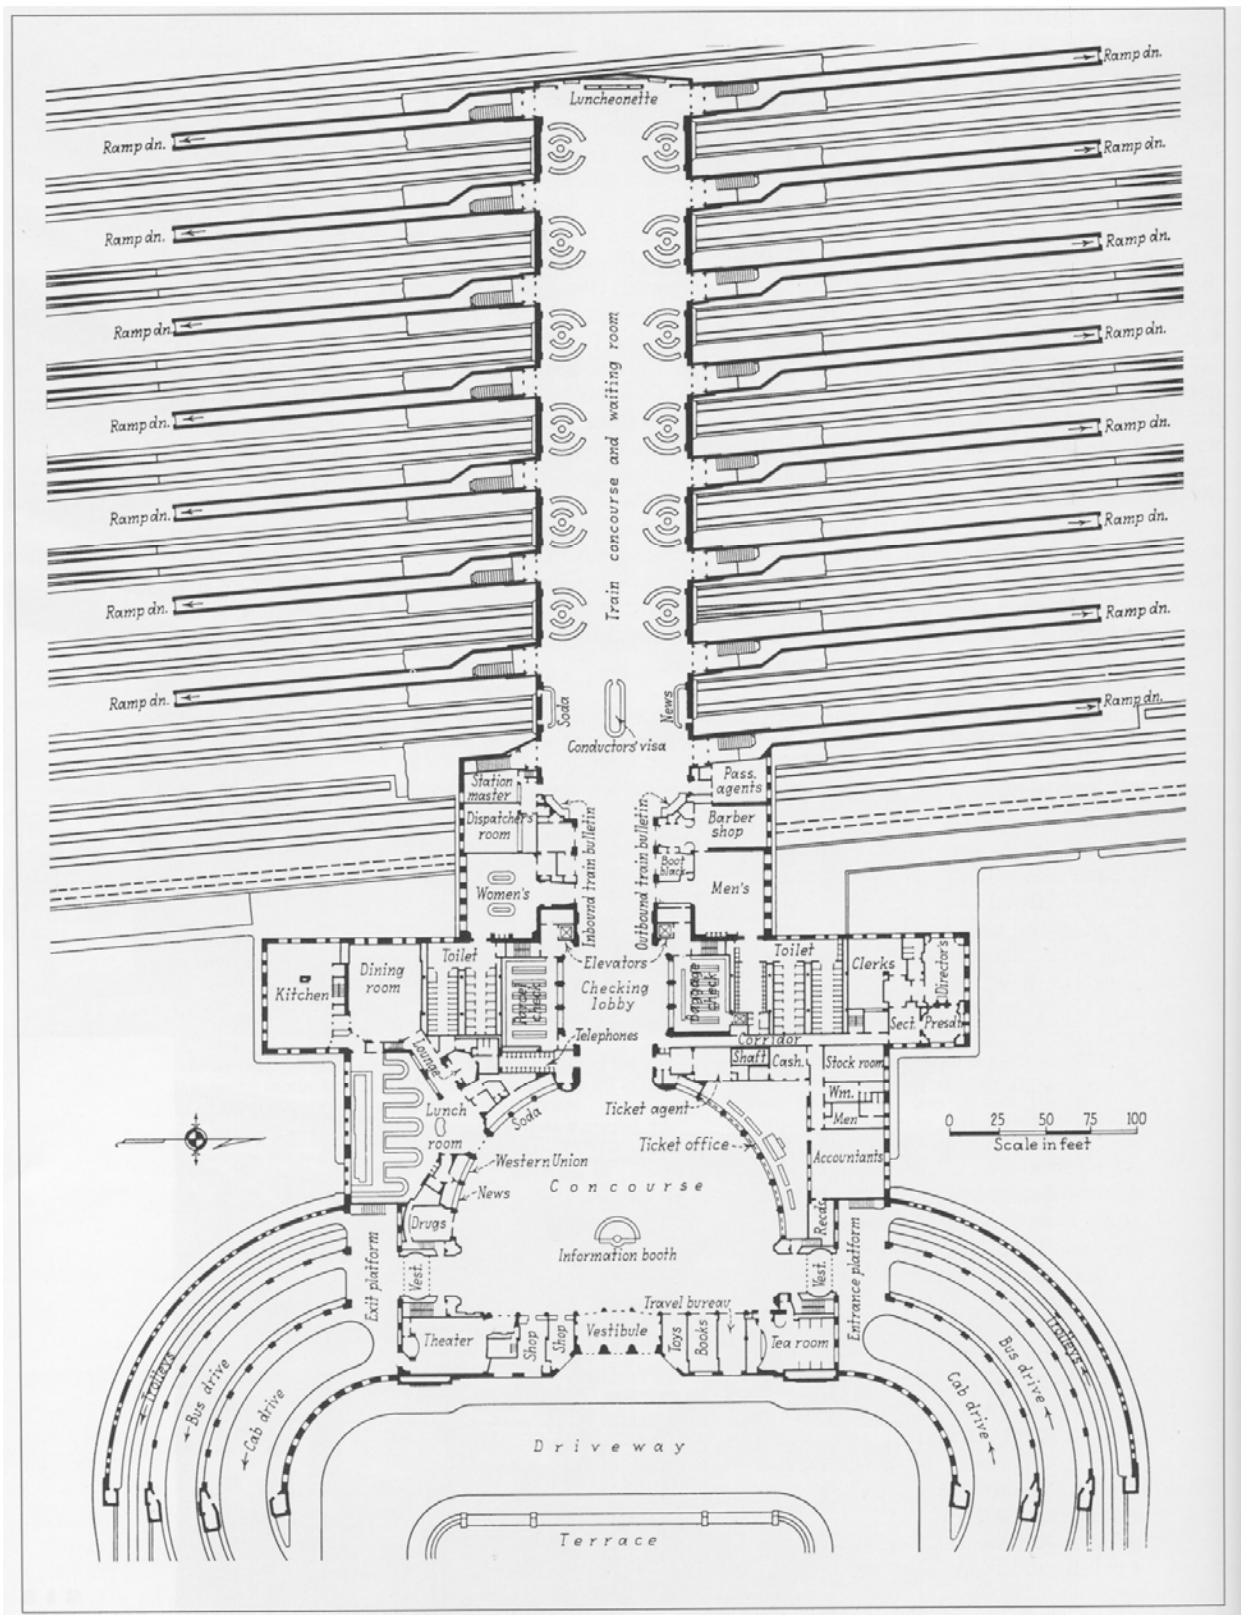 Ramp dn.
Luncheonette
Ramp dn.
Ramp dn.
Ramp dn.
Ramp dn.
Ramp dn.
Ramp dn.
Ramp dn.
Ramp dn.
Ramp dn.
Ramp dn.
Ramp dn.
Ramp dn.
Ramp dn.
Ramp dn.
Train concourse and waiting room
Soda
News
Conductors' visa
Station
master
Pass.
agents
Dispatcher's
room
Barber
shop
Inbound train bulletin
Outbound train bulletin
Boot
black
Women's
Men's
Toilet
Elevators
Toilet
Kitchen
Dining
room
Parcel
check
Checking
lobby
Baggage
check
Clerks
Director's
Sect.
Presdt.
Telephones
Corridor
Lounge
Shaft
Cash.
Stock room
Wm.
Men
Lunch
room
Soda
Ticket agent
Ticket office
Accountants
0 25 50 75 100
Scale in feet
Western Union
News
Concourse
Drugs
Recds.
Information booth
Exit platform
Vest.
Vest.
Entrance platform
Travel bureau
Theater
Shop
Shop
Vestibule
Toys
Books
Tea room
Trolleys
Bus drive
Cab drive
Cab drive
Bus drive
Trolleys
Driveway
Terrace